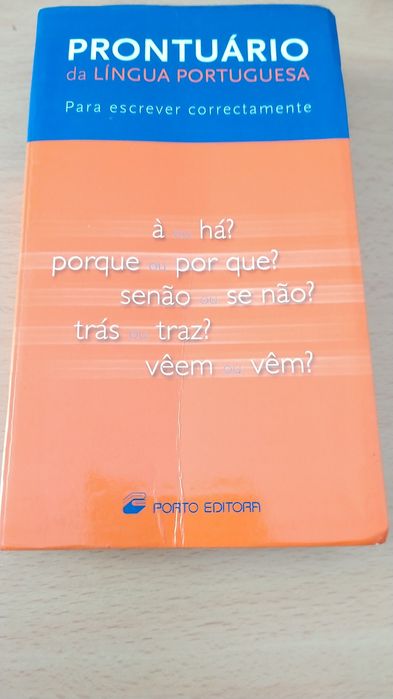 PRONTUÁRIO
da LÍNGUA PORTUGUESA
Para escrever correctamente
à ou há?
porque ou por que?
senão ou se não?
trás ou traz?
vêem ou vêm?
PORTO EDITORA